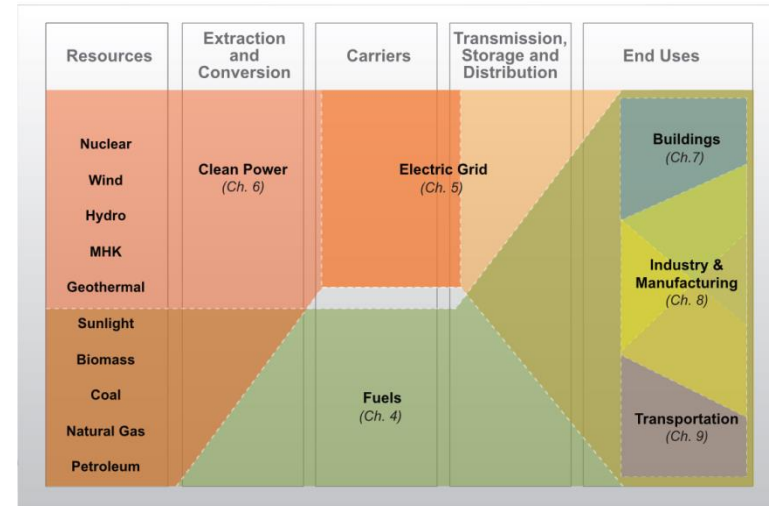 Resources
Extraction
and
Conversion
Carriers
Transmission,
Storage and
Distribution
End Uses
Nuclear
Wind
Hydro
MHK
Geothermal
Sunlight
Biomass
Coal
Natural Gas
Petroleum
Clean Power
(Ch. 6)
Electric Grid
(Ch. 5)
Fuels
(Ch. 4)
Buildings
(Ch.7)
Industry &
Manufacturing
(Ch. 8)
Transportation
(Ch. 9)